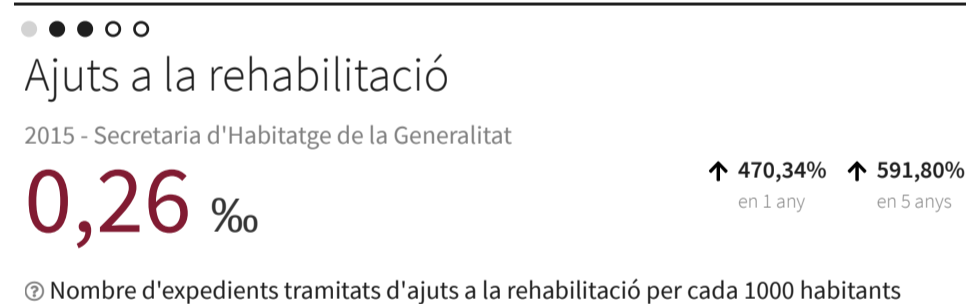 Ajuts a la rehabilitació
2015 - Secretaria d'Habitatge de la Generalitat
0,26 ‰
↑ 470,34% ↑ 591,80%
en 1 any en 5 anys
? Nombre d'expedients tramitats d'ajuts a la rehabilitació per cada 1000 habitants